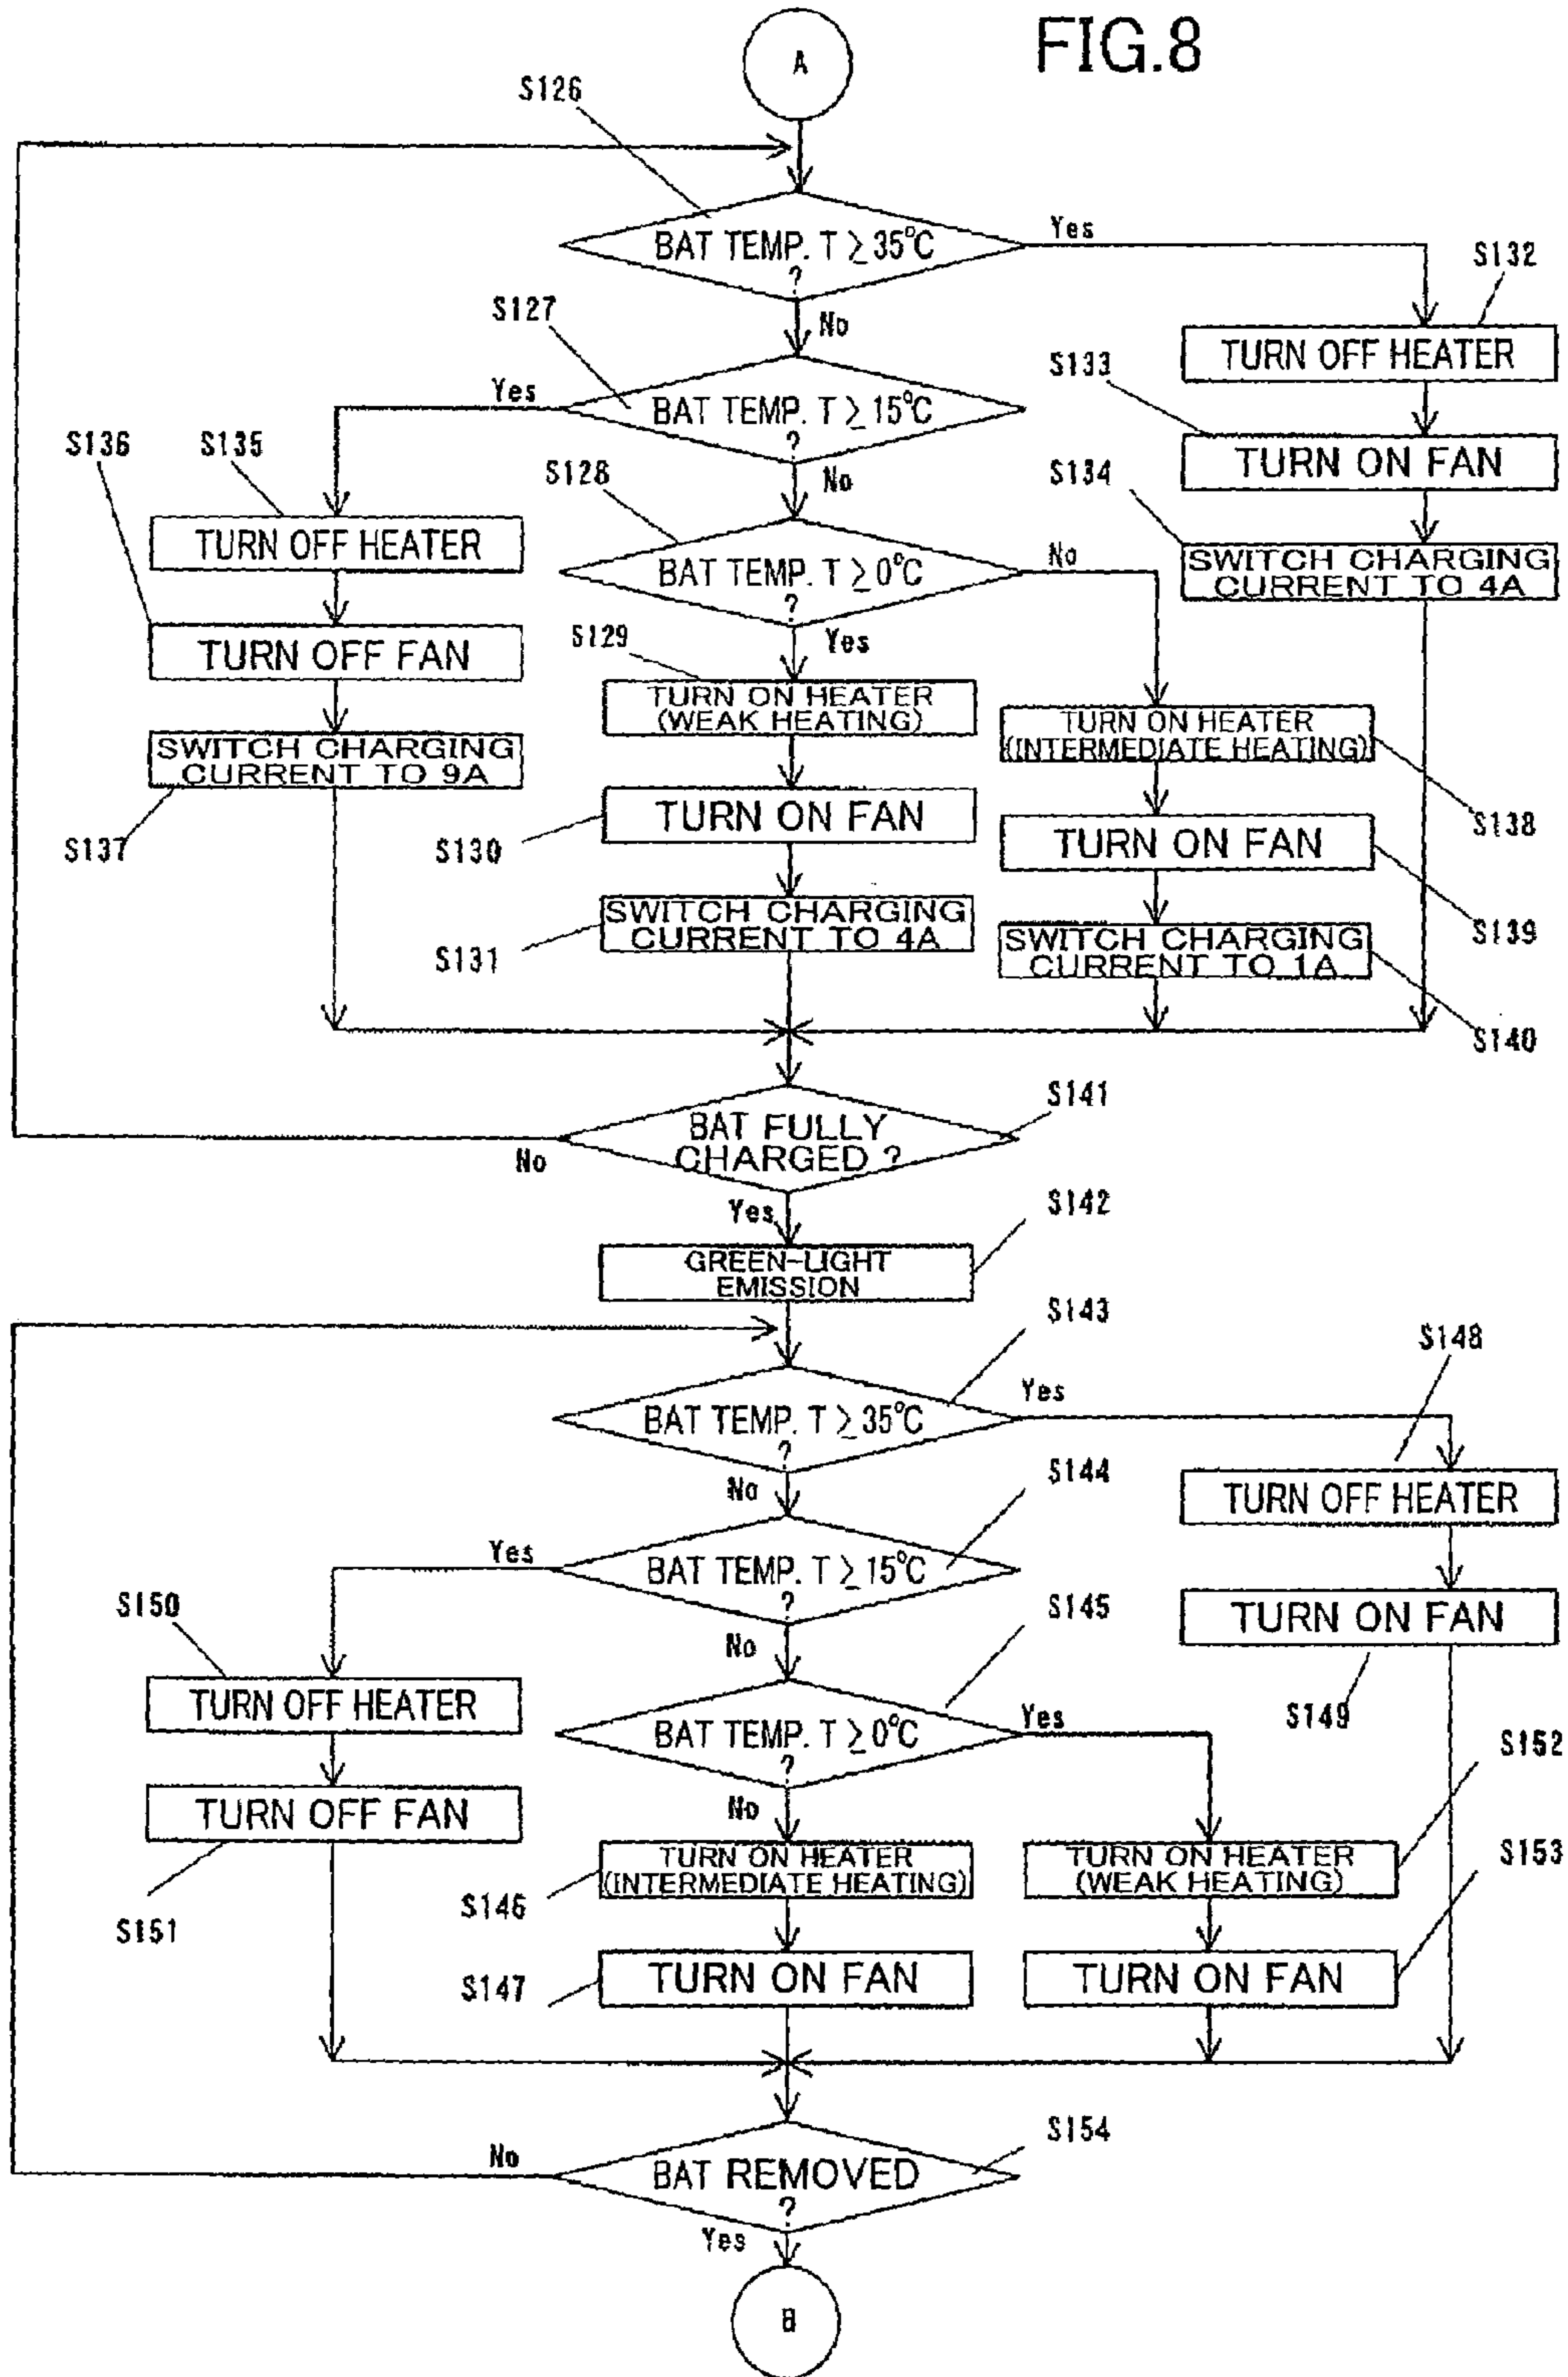 FIG.8
A
S126
BAT TEMP. T ≥ 35°C
?
Yes
No
S132
TURN OFF HEATER
S133
TURN ON FAN
S134
SWITCH CHARGING
CURRENT TO 4A
S127
BAT TEMP. T ≥ 15°C
?
Yes
No
S136
S135
TURN OFF HEATER
TURN OFF FAN
SWITCH CHARGING
CURRENT TO 9A
S137
S128
BAT TEMP. T ≥ 0°C
?
No
Yes
S129
TURN ON HEATER
(WEAK HEATING)
TURN ON FAN
S130
SWITCH CHARGING
CURRENT TO 4A
S131
TURN ON HEATER
(INTERMEDIATE HEATING)
S138
TURN ON FAN
S139
SWITCH CHARGING
CURRENT TO 1A
S140
S141
BAT FULLY
CHARGED ?
No
Yes
S142
GREEN-LIGHT
EMISSION
S143
BAT TEMP. T ≥ 35°C
?
Yes
No
S148
TURN OFF HEATER
TURN ON FAN
S149
S144
BAT TEMP. T ≥ 15°C
?
Yes
No
S150
TURN OFF HEATER
TURN OFF FAN
S151
S145
BAT TEMP. T ≥ 0°C
?
Yes
No
TURN ON HEATER
(INTERMEDIATE HEATING)
S146
TURN ON FAN
S147
S152
TURN ON HEATER
(WEAK HEATING)
S153
TURN ON FAN
S154
BAT REMOVED
?
No
Yes
B